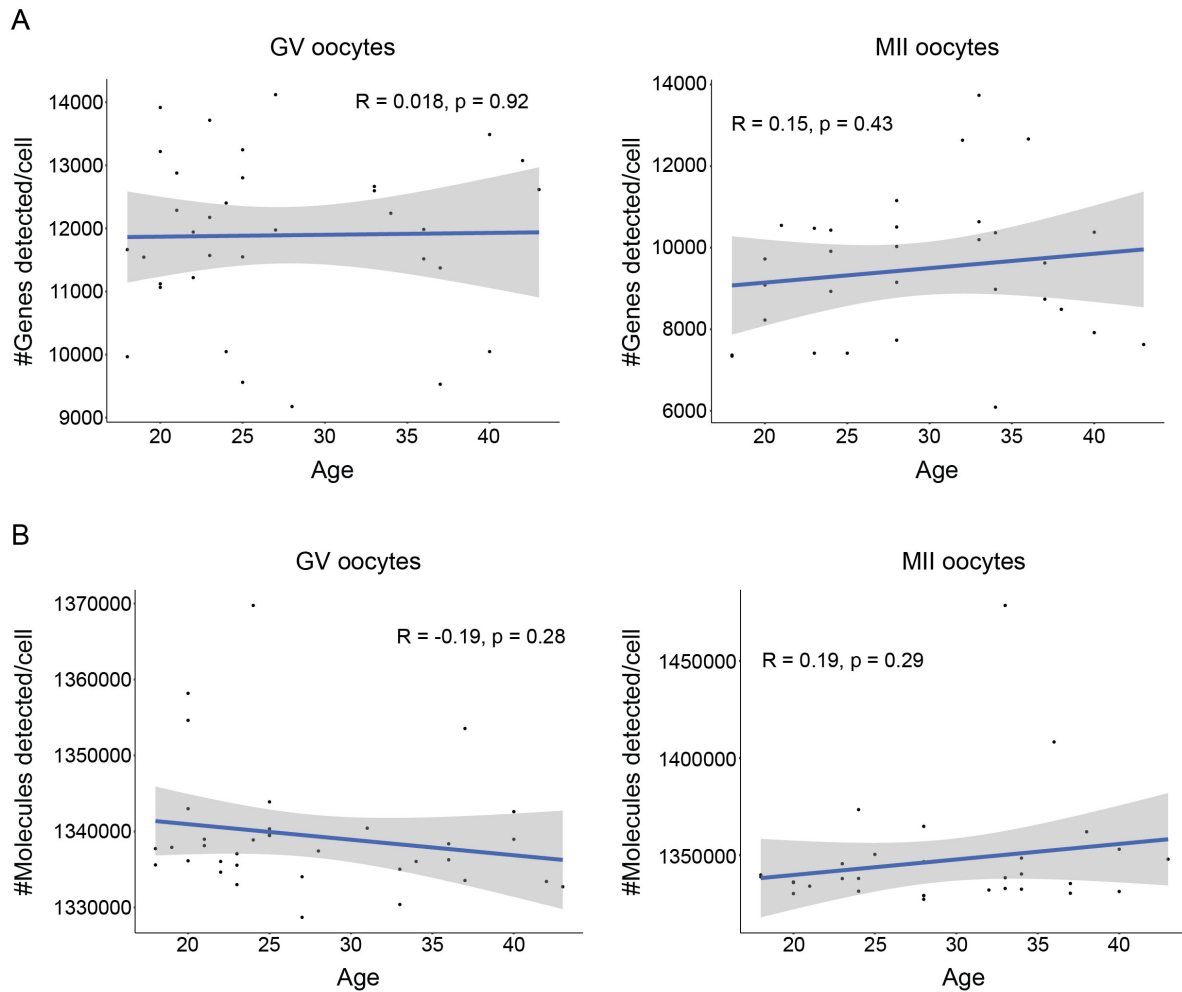 A
GV oocytes
MII oocytes
R = 0.018, p = 0.92
R = 0.15, p = 0.43
#Genes detected/cell
14000
13000
12000
11000
10000
9000
20
25
30
35
40
Age
#Genes detected/cell
14000
12000
10000
8000
6000
20
25
30
35
40
Age
B
GV oocytes
MII oocytes
R = -0.19, p = 0.28
R = 0.19, p = 0.29
#Molecules detected/cell
1370000
1360000
1350000
1340000
1330000
20
25
30
35
40
Age
#Molecules detected/cell
1450000
1400000
1350000
20
25
30
35
40
Age